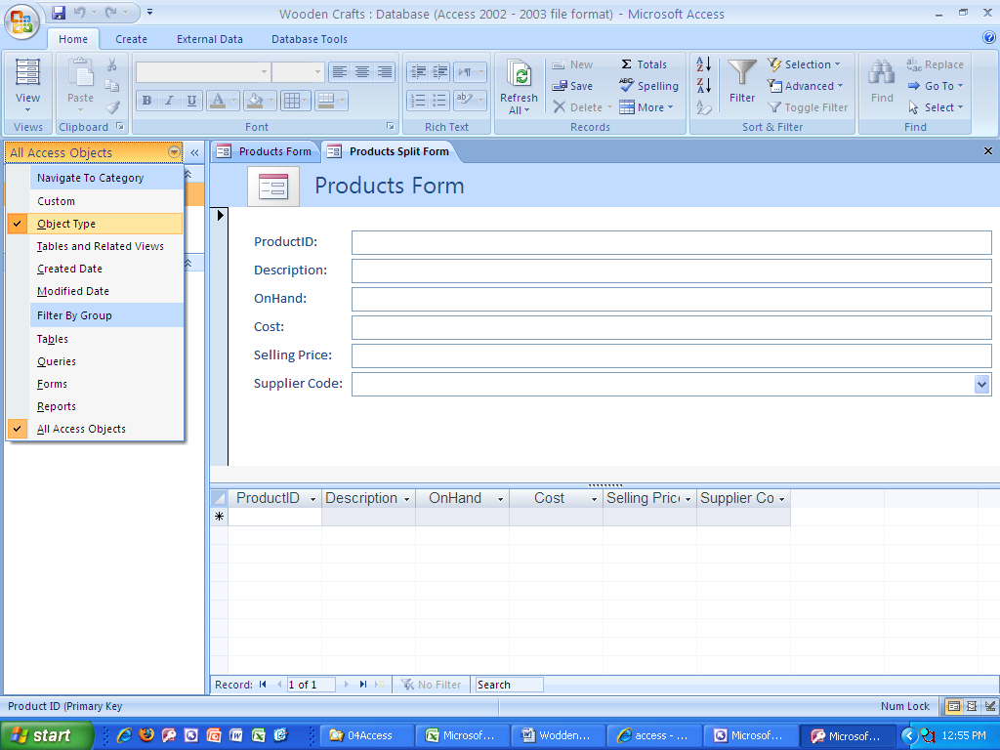 Wooden Crafts : Database (Access 2002 - 2003 file format) - Microsoft Access
Home Create External Data Database Tools
View
Views
Paste
Clipboard
B I U A
Font
Rich Text
Refresh All
New
Save
Delete
Σ Totals
ABC Spelling
More
Records
Filter
Selection
Advanced
Toggle Filter
Sort & Filter
Find
Replace
Go To
Select
Find
All Access Objects «
Navigate To Category
Custom
Object Type
Tables and Related Views
Created Date
Modified Date
Filter By Group
Tables
Queries
Forms
Reports
All Access Objects
Products Form Products Split Form
Products Form
ProductID:
Description:
OnHand:
Cost:
Selling Price:
Supplier Code:
ProductID Description OnHand Cost Selling Pric Supplier Co
Record: 1 of 1 No Filter Search
Product ID (Primary Key Num Lock
start 04Access Microsof... Wodden... access - ... Microsof... Microsof... 12:55 PM